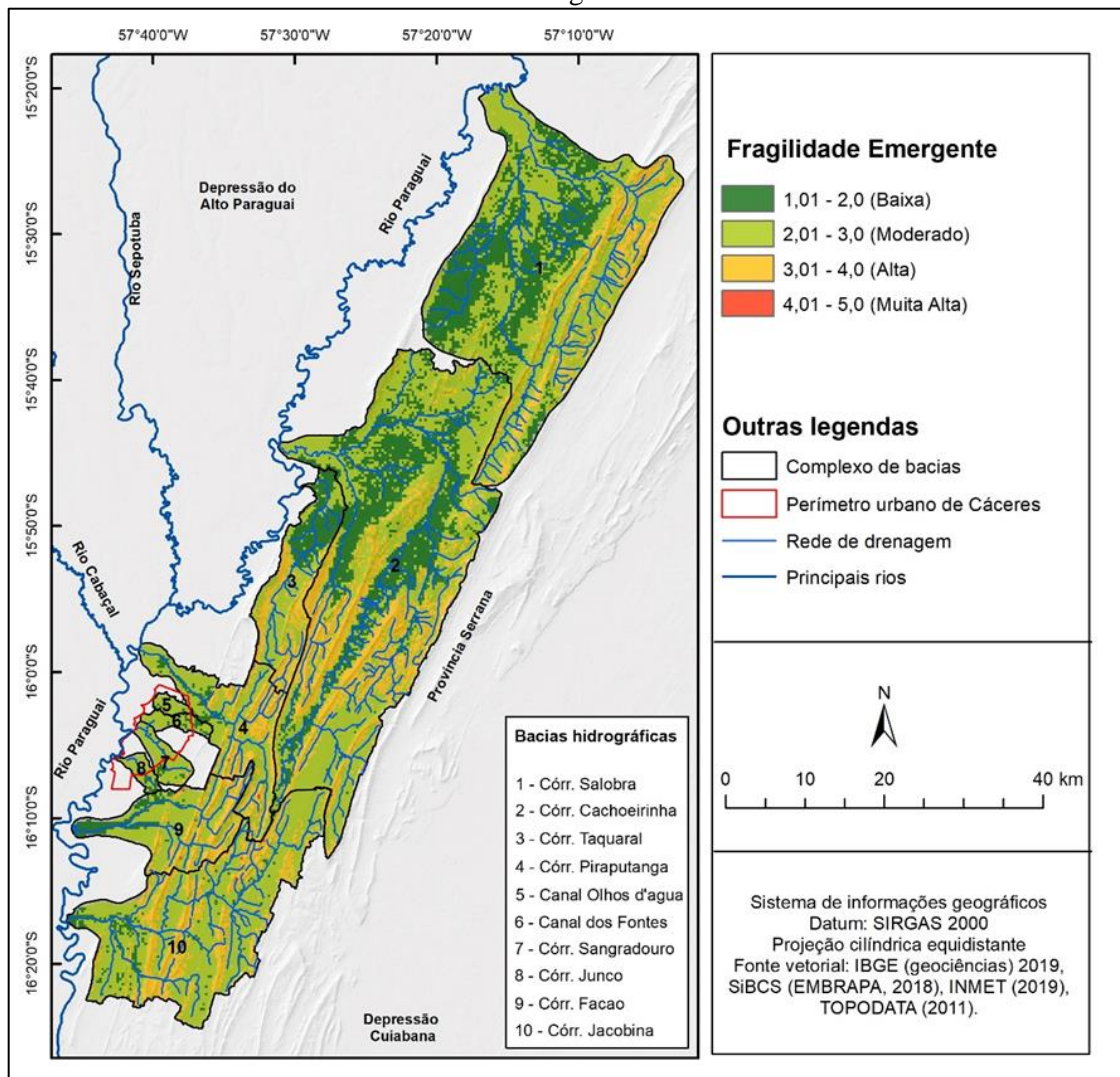 57°40'0"W 57°30'0"W 57°20'0"W 57°10'0"W
15°20'0"S
15°30'0"S
15°40'0"S
15°50'0"S
16°0'0"S
16°10'0"S
16°20'0"S
Depressão do
Alto Paraguai
Rio Paraguai
Rio Sepotuba
Rio Cabaçal
Rio Paraguai
Província Serrana
Depressão
Cuiabana
1
2
3
4
5
6
7
8
9
10
Bacias hidrográficas
1 - Córr. Salobra
2 - Córr. Cachoeirinha
3 - Córr. Taquaral
4 - Córr. Piraputanga
5 - Canal Olhos d'agua
6 - Canal dos Fontes
7 - Córr. Sangradouro
8 - Córr. Junco
9 - Córr. Facao
10 - Córr. Jacobina
Fragilidade Emergente
1,01 - 2,0 (Baixa)
2,01 - 3,0 (Moderado)
3,01 - 4,0 (Alta)
4,01 - 5,0 (Muita Alta)
Outras legendas
Complexo de bacias
Perímetro urbano de Cáceres
Rede de drenagem
Principais rios
N
0 10 20 40 km
Sistema de informações geográficos
Datum: SIRGAS 2000
Projeção cilíndrica equidistante
Fonte vetorial: IBGE (geociências) 2019,
SiBCS (EMBRAPA, 2018), INMET (2019),
TOPODATA (2011).